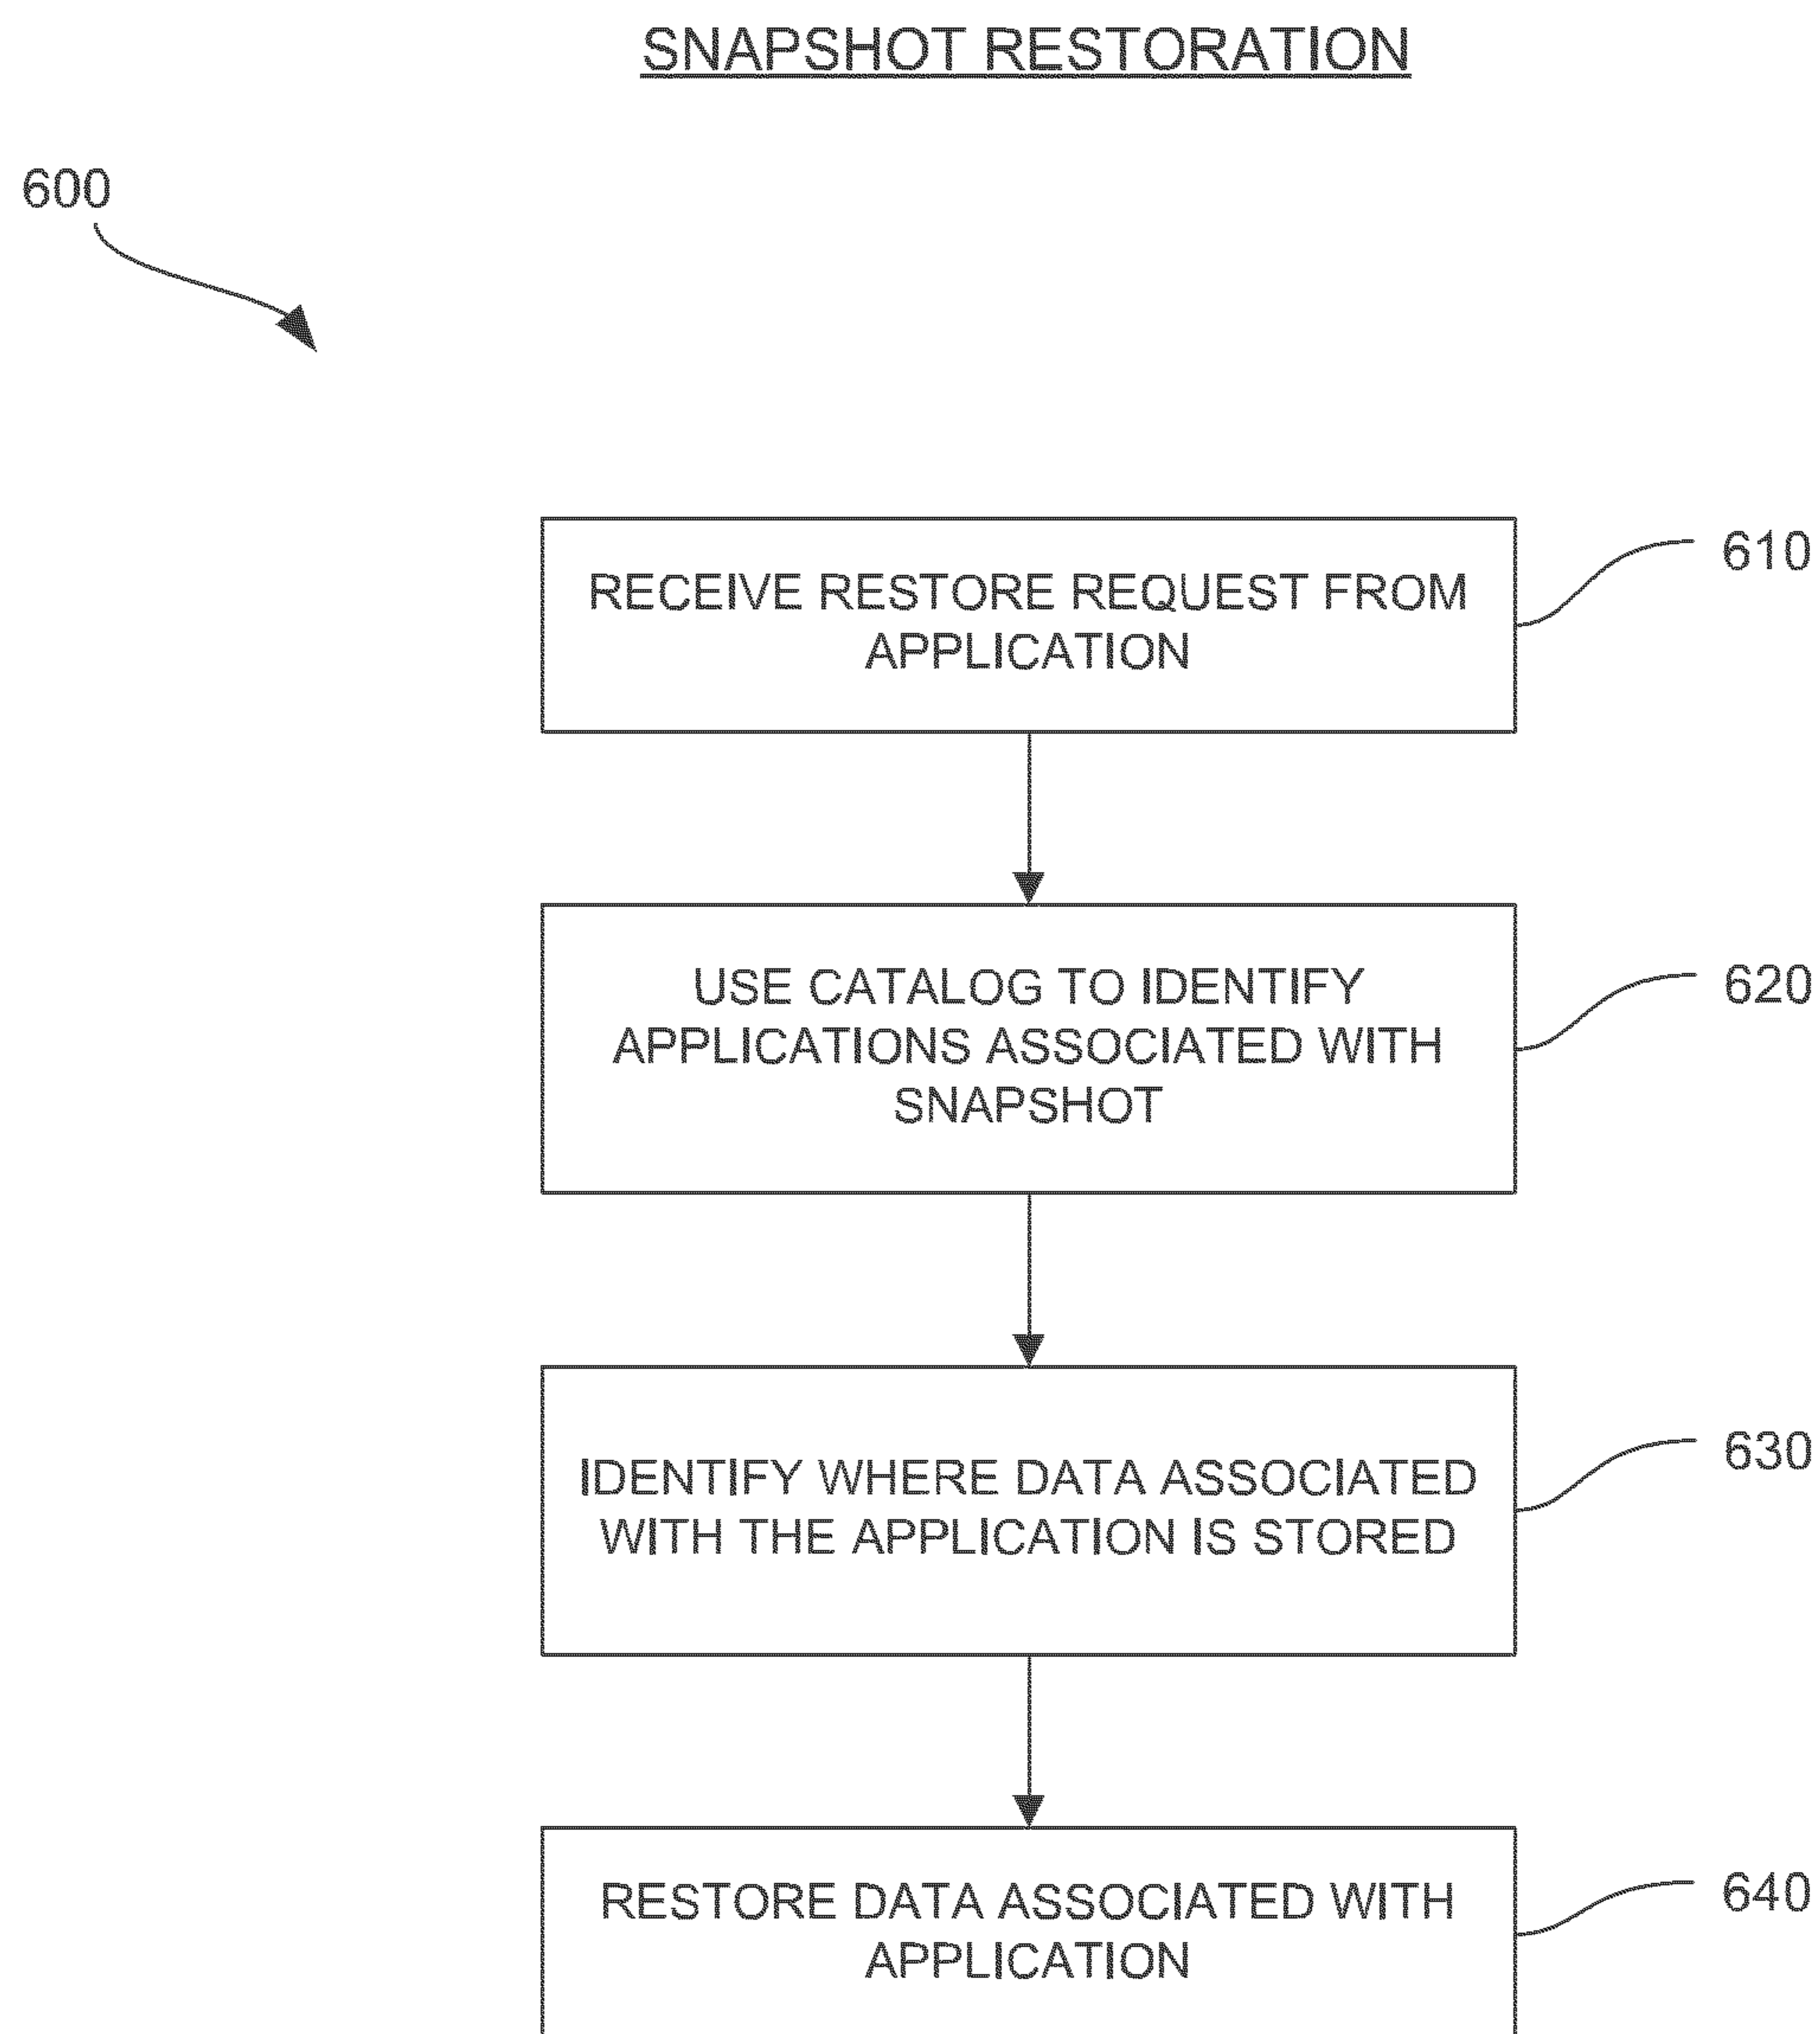 SNAPSHOT RESTORATION
600
RECEIVE RESTORE REQUEST FROM
APPLICATION
610
USE CATALOG TO IDENTIFY
APPLICATIONS ASSOCIATED WITH
SNAPSHOT
620
IDENTIFY WHERE DATA ASSOCIATED
WITH THE APPLICATION IS STORED
630
RESTORE DATA ASSOCIATED WITH
APPLICATION
640